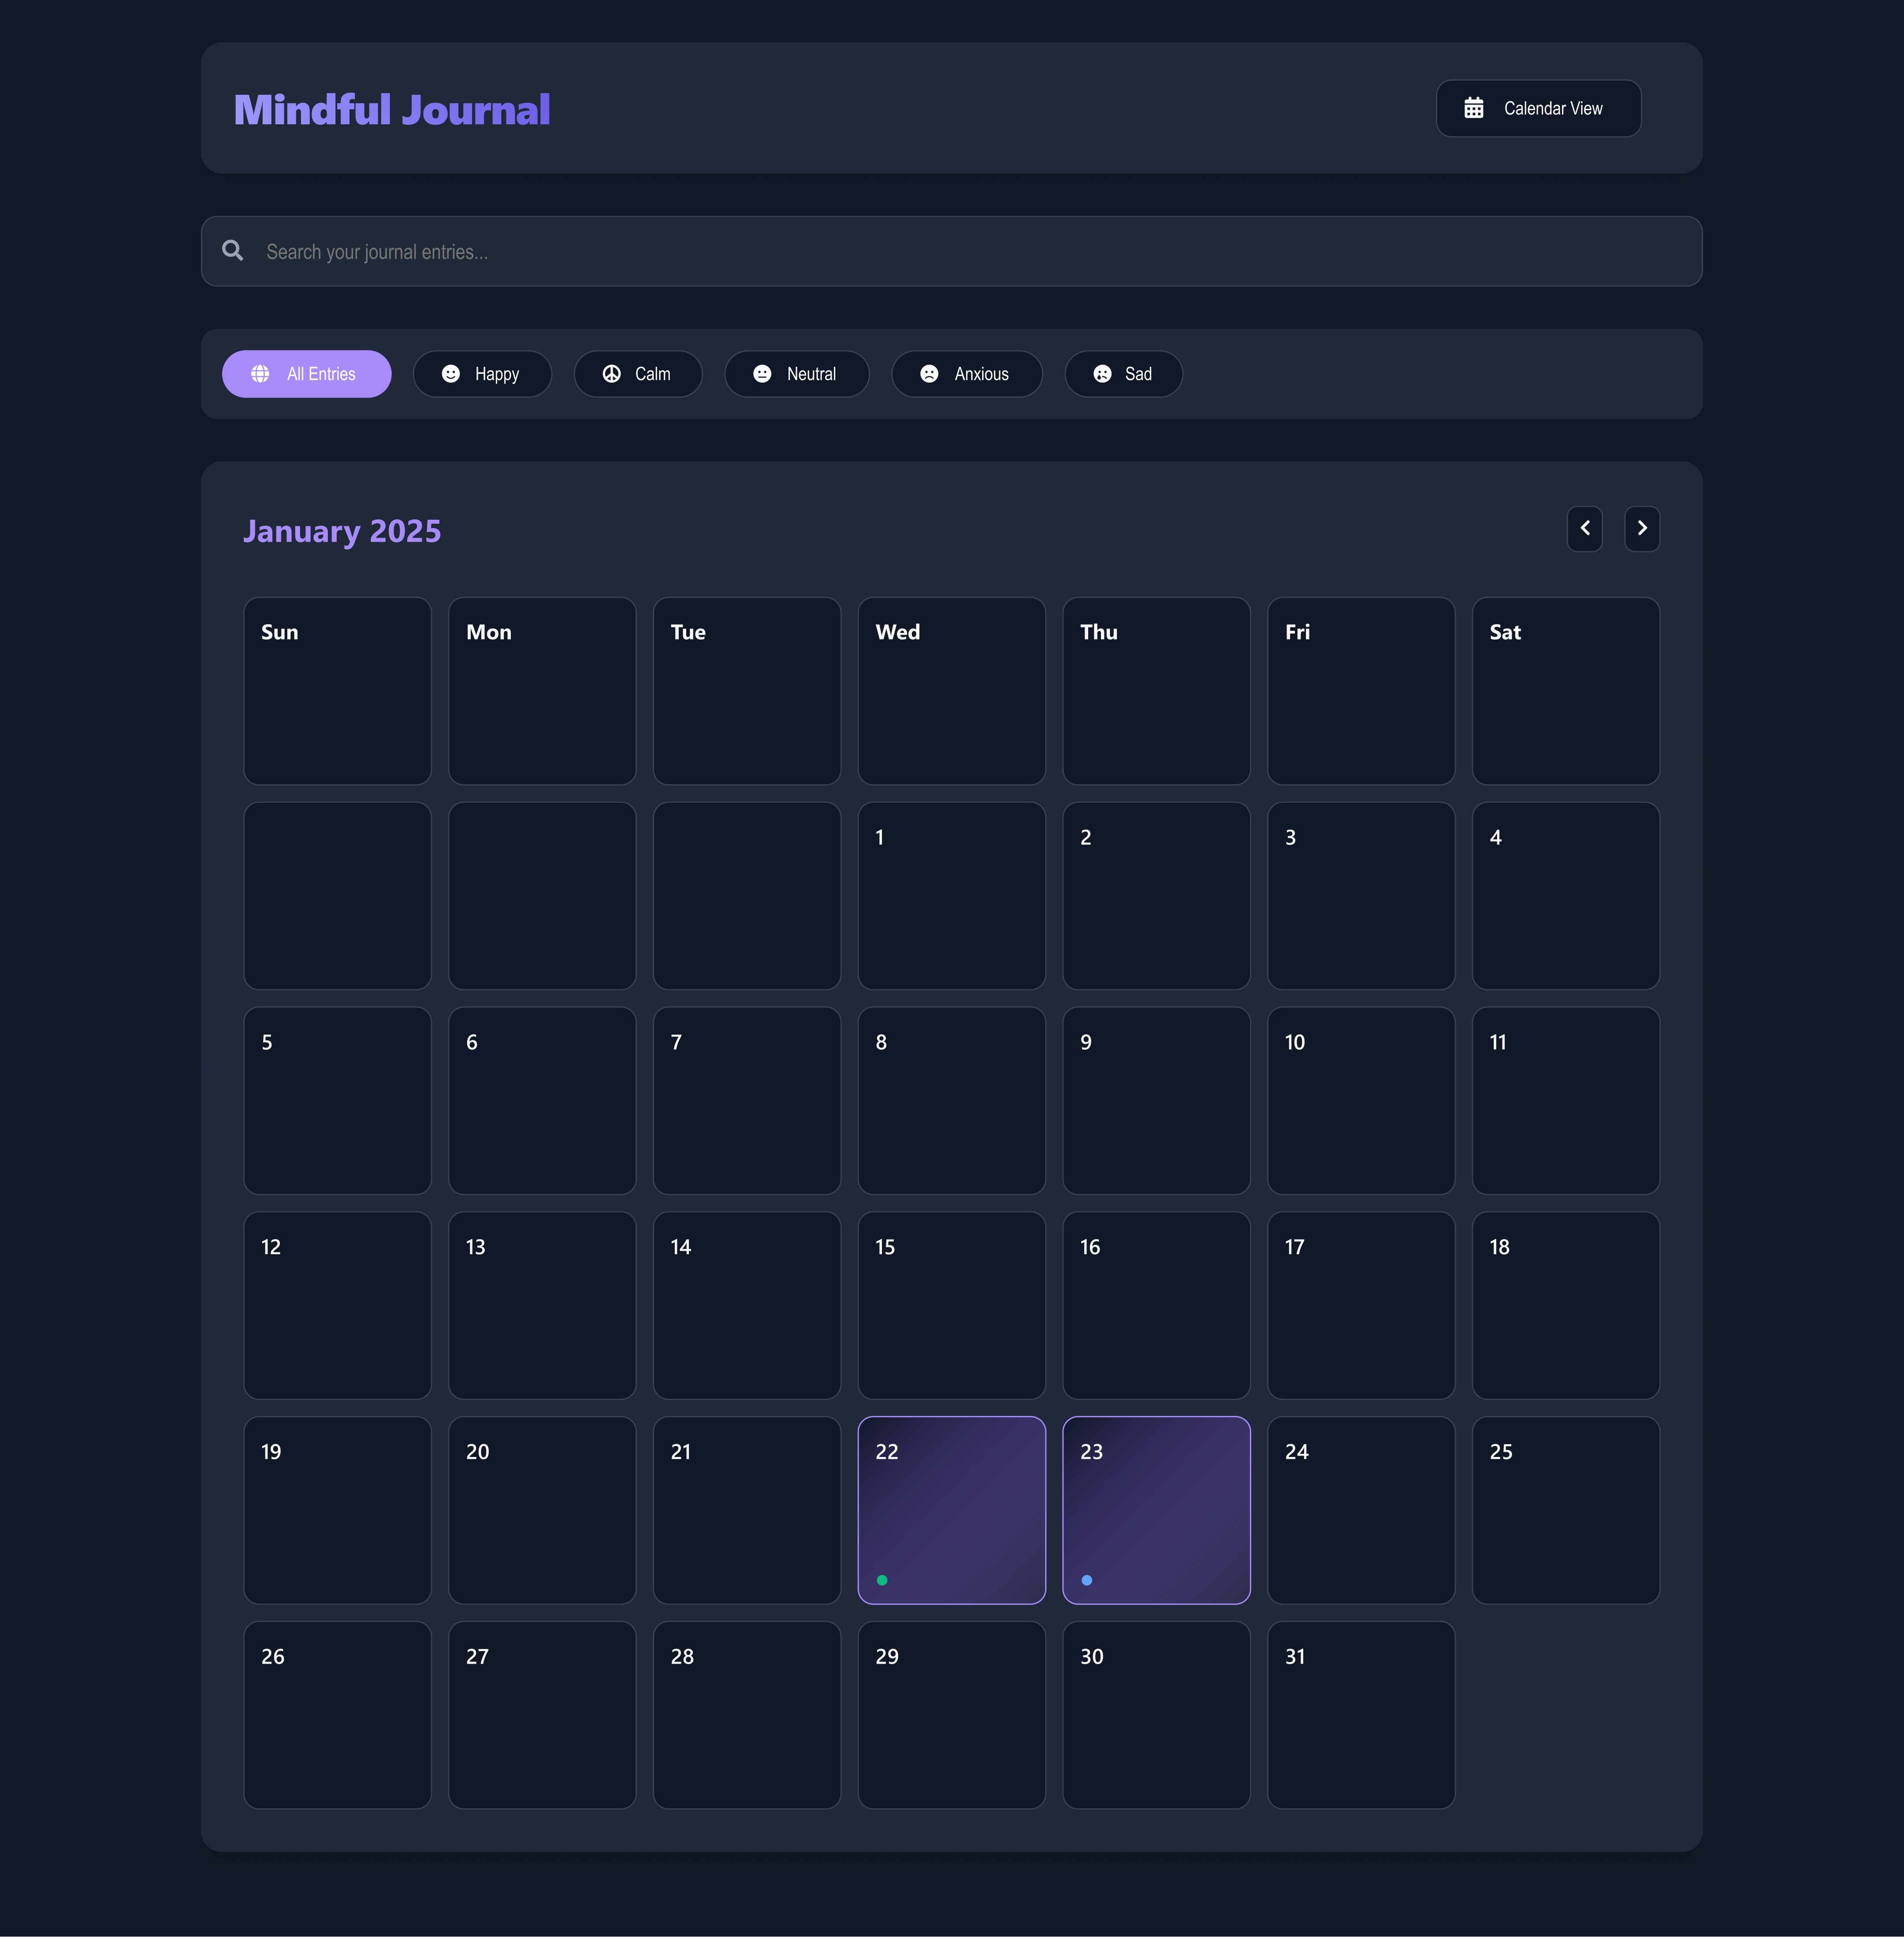 Mindful Journal
Calendar View
Search your journal entries...
All Entries Happy Calm Neutral Anxious Sad
January 2025
Sun Mon Tue Wed Thu Fri Sat
1 2 3 4
5 6 7 8 9 10 11
12 13 14 15 16 17 18
19 20 21 22 23 24 25
26 27 28 29 30 31